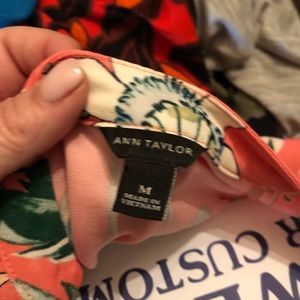 ANN TAYLOR
M
MADE IN
VIETNAM
CUSTOM